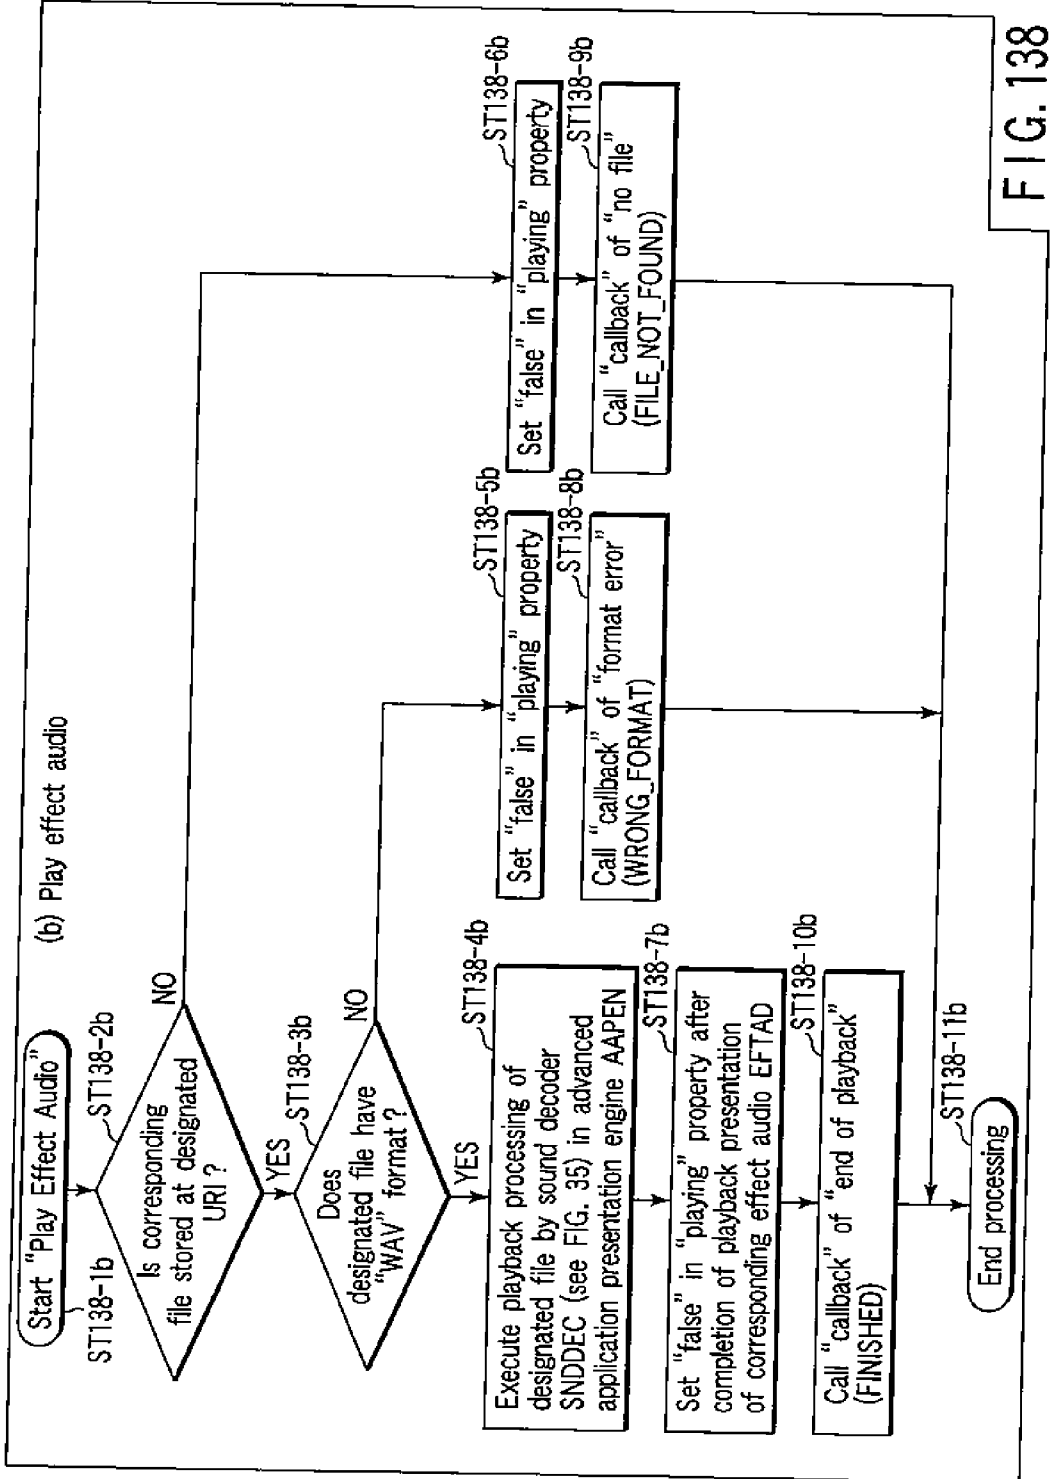 (b) Play effect audio
Start "Play Effect Audio"
ST138-1b
ST138-2b
Is corresponding
file stored at designated
URI ?
NO
YES
ST138-3b
Does
designated file have
"WAV" format ?
NO
YES
ST138-4b
Execute playback processing of
designated file by sound decoder
SNDDEC (see FIG. 35) in advanced
application presentation engine AAPEN
ST138-5b
Set "false" in "playing" property
ST138-6b
Set "false" in "playing" property
ST138-7b
Set "false" in "playing" property after
completion of playback presentation
of corresponding effect audio EFTAD
ST138-8b
Call "callback" of "format error"
(WRONG_FORMAT)
ST138-9b
Call "callback" of "no file"
(FILE_NOT_FOUND)
ST138-10b
Call "callback" of "end of playback"
(FINISHED)
ST138-11b
End processing
FIG. 138